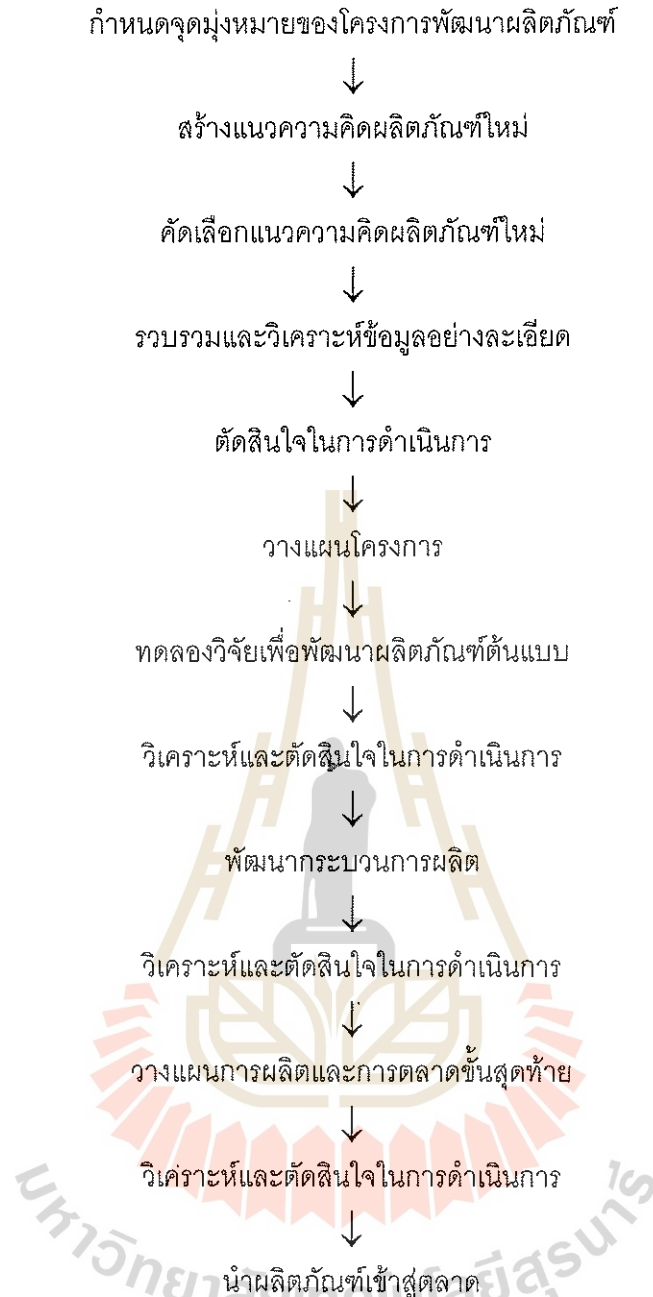 กำหนดจุดมุ่งหมายของโครงการพัฒนาผลิตภัณฑ์
สร้างแนวความคิดผลิตภัณฑ์ใหม่
คัดเลือกแนวความคิดผลิตภัณฑ์ใหม่
รวบรวมและวิเคราะห์ข้อมูลอย่างละเอียด
ตัดสินใจในการดำเนินการ
วางแผนโครงการ
ทดลองวิจัยเพื่อพัฒนาผลิตภัณฑ์ต้นแบบ
วิเคราะห์และตัดสินใจในการดำเนินการ
พัฒนากระบวนการผลิต
วิเคราะห์และตัดสินใจในการดำเนินการ
วางแผนการผลิตและการตลาดขั้นสุดท้าย
วิเคราะห์และตัดสินใจในการดำเนินการ
นำผลิตภัณฑ์เข้าสู่ตลาด